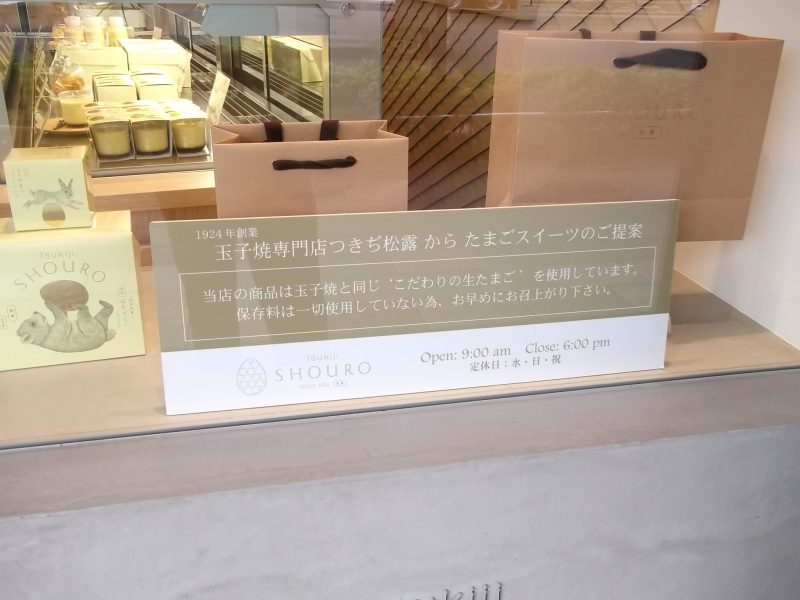 SHOURO
1924年創業
玉子焼専門店つきぢ松露 から たまごスイーツのご提案
当店の商品は玉子焼と同じ“こだわりの生たまご”を使用しています。
保存料は一切使用していない為、お早めにお召上がり下さい。
tsukiji
SHOURO
SINCE 1924
Open: 9:00 am Close: 6:00 pm
定休日：水・日・祝
tsukiji
SHOURO
tsukiji